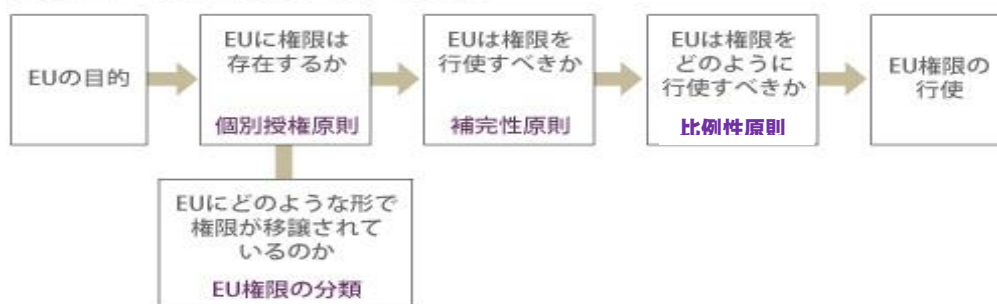 EUの目的
EUに権限は
存在するか
個別授権原則
EUは権限を
行使すべきか
補完性原則
EUは権限を
どのように
行使すべきか
比例性原則
EU権限の
行使
EUにどのような形で
権限が移譲されて
いるのか
EU権限の分類